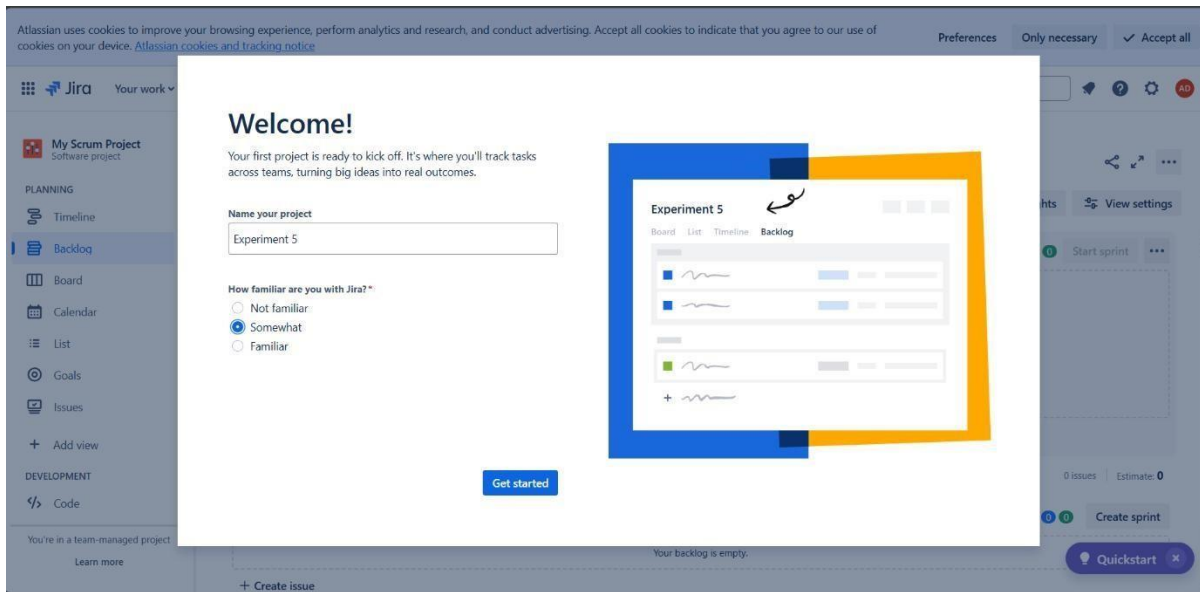 Atlassian uses cookies to improve your browsing experience, perform analytics and research, and conduct advertising. Accept all cookies to indicate that you agree to our use of
cookies on your device. Atlassian cookies and tracking notice
Preferences
Only necessary
Accept all
Jira
Your work
AD
My Scrum Project
Software project
PLANNING
Timeline
Backlog
Board
Calendar
List
Goals
Issues
+ Add view
DEVELOPMENT
Code
You're in a team-managed project
Learn more
Welcome!
Your first project is ready to kick off. It's where you'll track tasks
across teams, turning big ideas into real outcomes.
Name your project
Experiment 5
How familiar are you with Jira?*
Not familiar
Somewhat
Familiar
Get started
Experiment 5
Board List Timeline Backlog
View settings
0
Start sprint
0 issues
Estimate: 0
0 0
Create sprint
Your backlog is empty.
Quickstart
+ Create issue